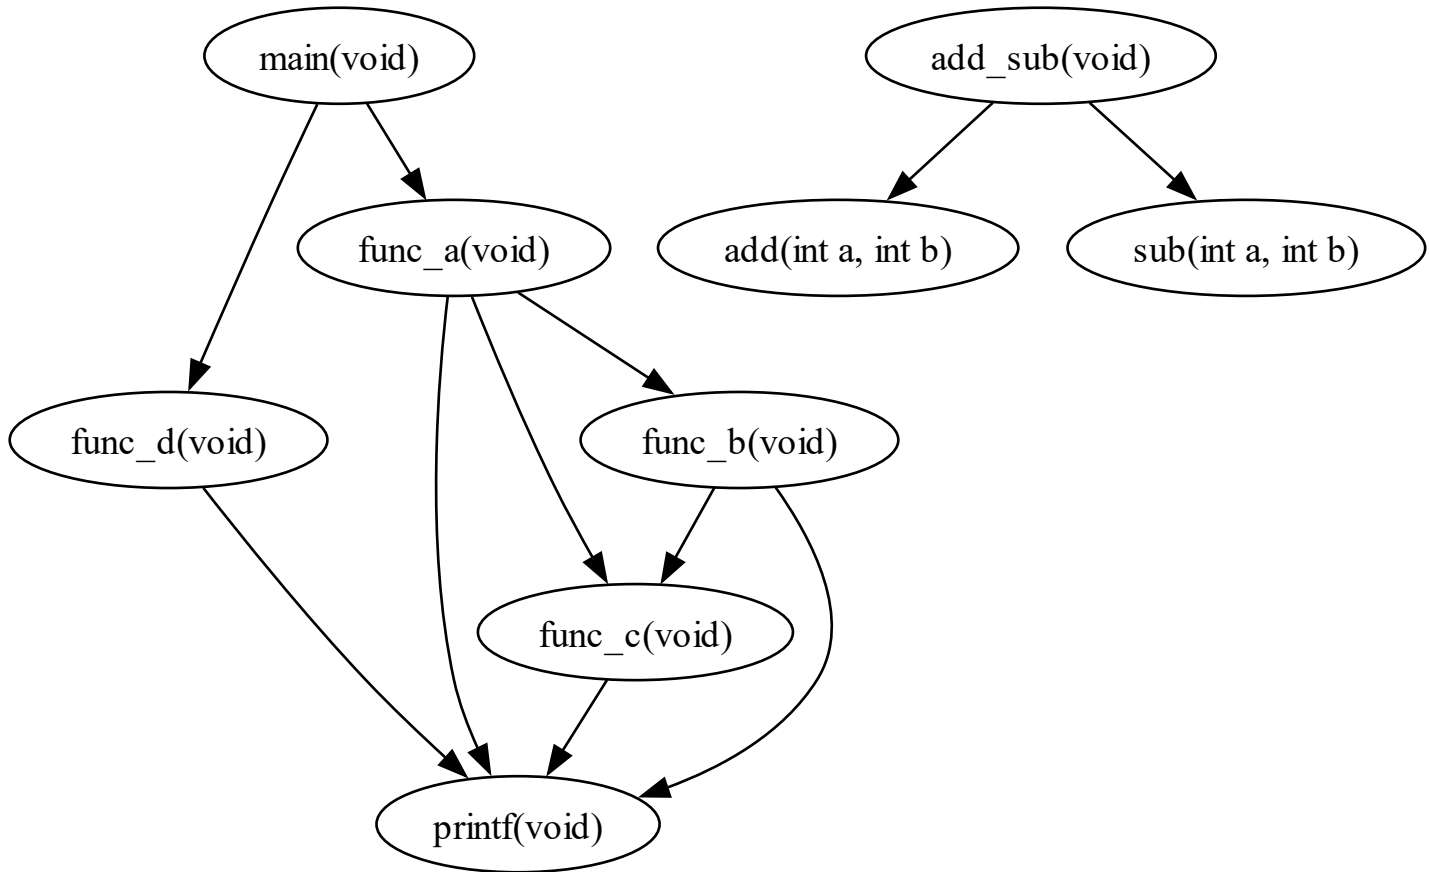 main(void)
add_sub(void)
func_a(void)
add(int a, int b)
sub(int a, int b)
func_d(void)
func_b(void)
func_c(void)
printf(void)